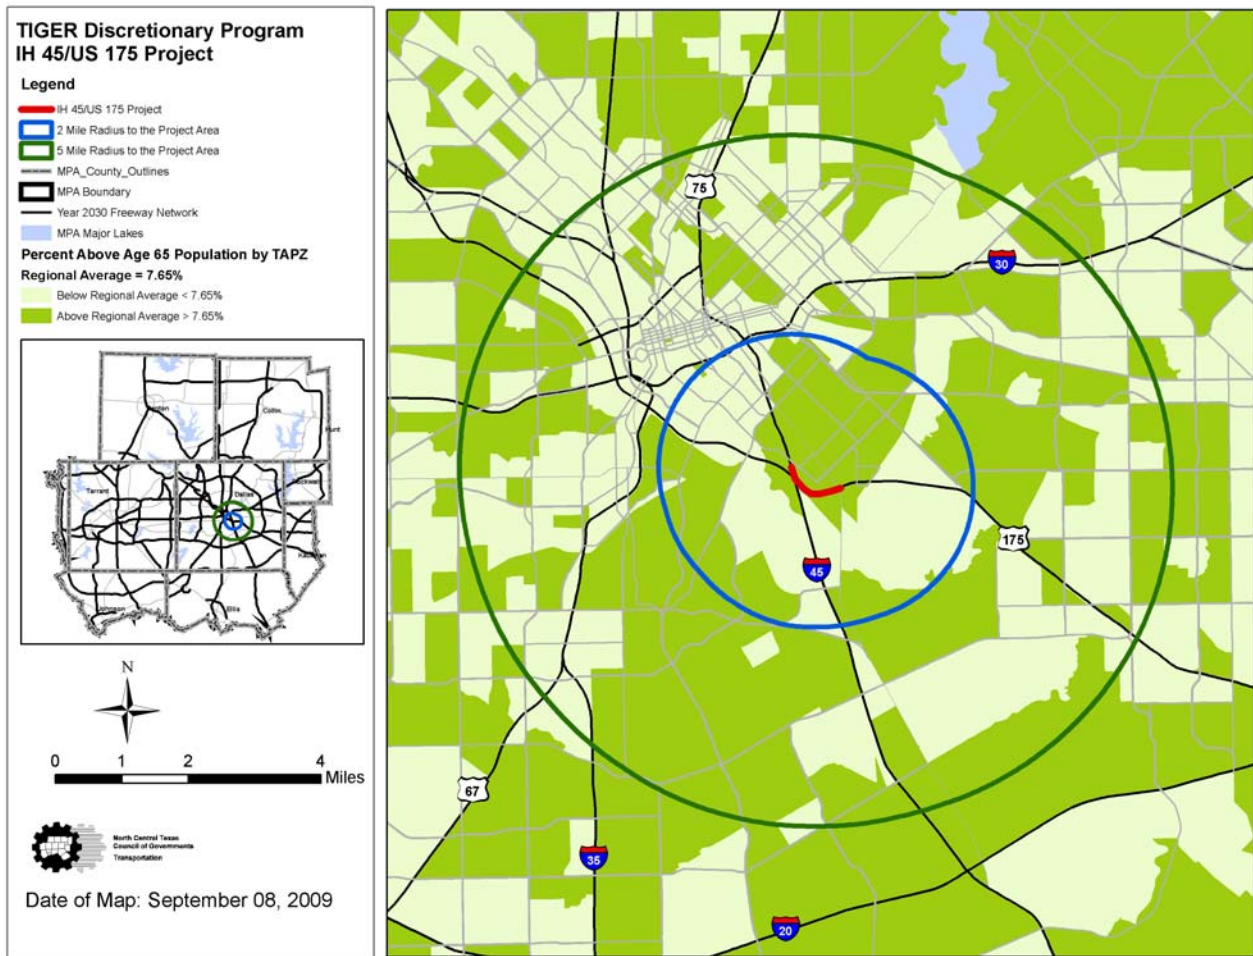 TIGER Discretionary Program
IH 45/US 175 Project
Legend
IH 45/US 175 Project
2 Mile Radius to the Project Area
5 Mile Radius to the Project Area
MPA_County_Outlines
MPA Boundary
Year 2030 Freeway Network
MPA Major Lakes
Percent Above Age 65 Population by TAPZ
Regional Average = 7.65%
Below Regional Average < 7.65%
Above Regional Average > 7.65%
Collin
Hunt
Tarrant
Dallas
Johnson
Ellis
N
0 1 2 4
Miles
North Central Texas
Council of Governments
Transportation
Date of Map: September 08, 2009
75
30
175
45
67
35
20